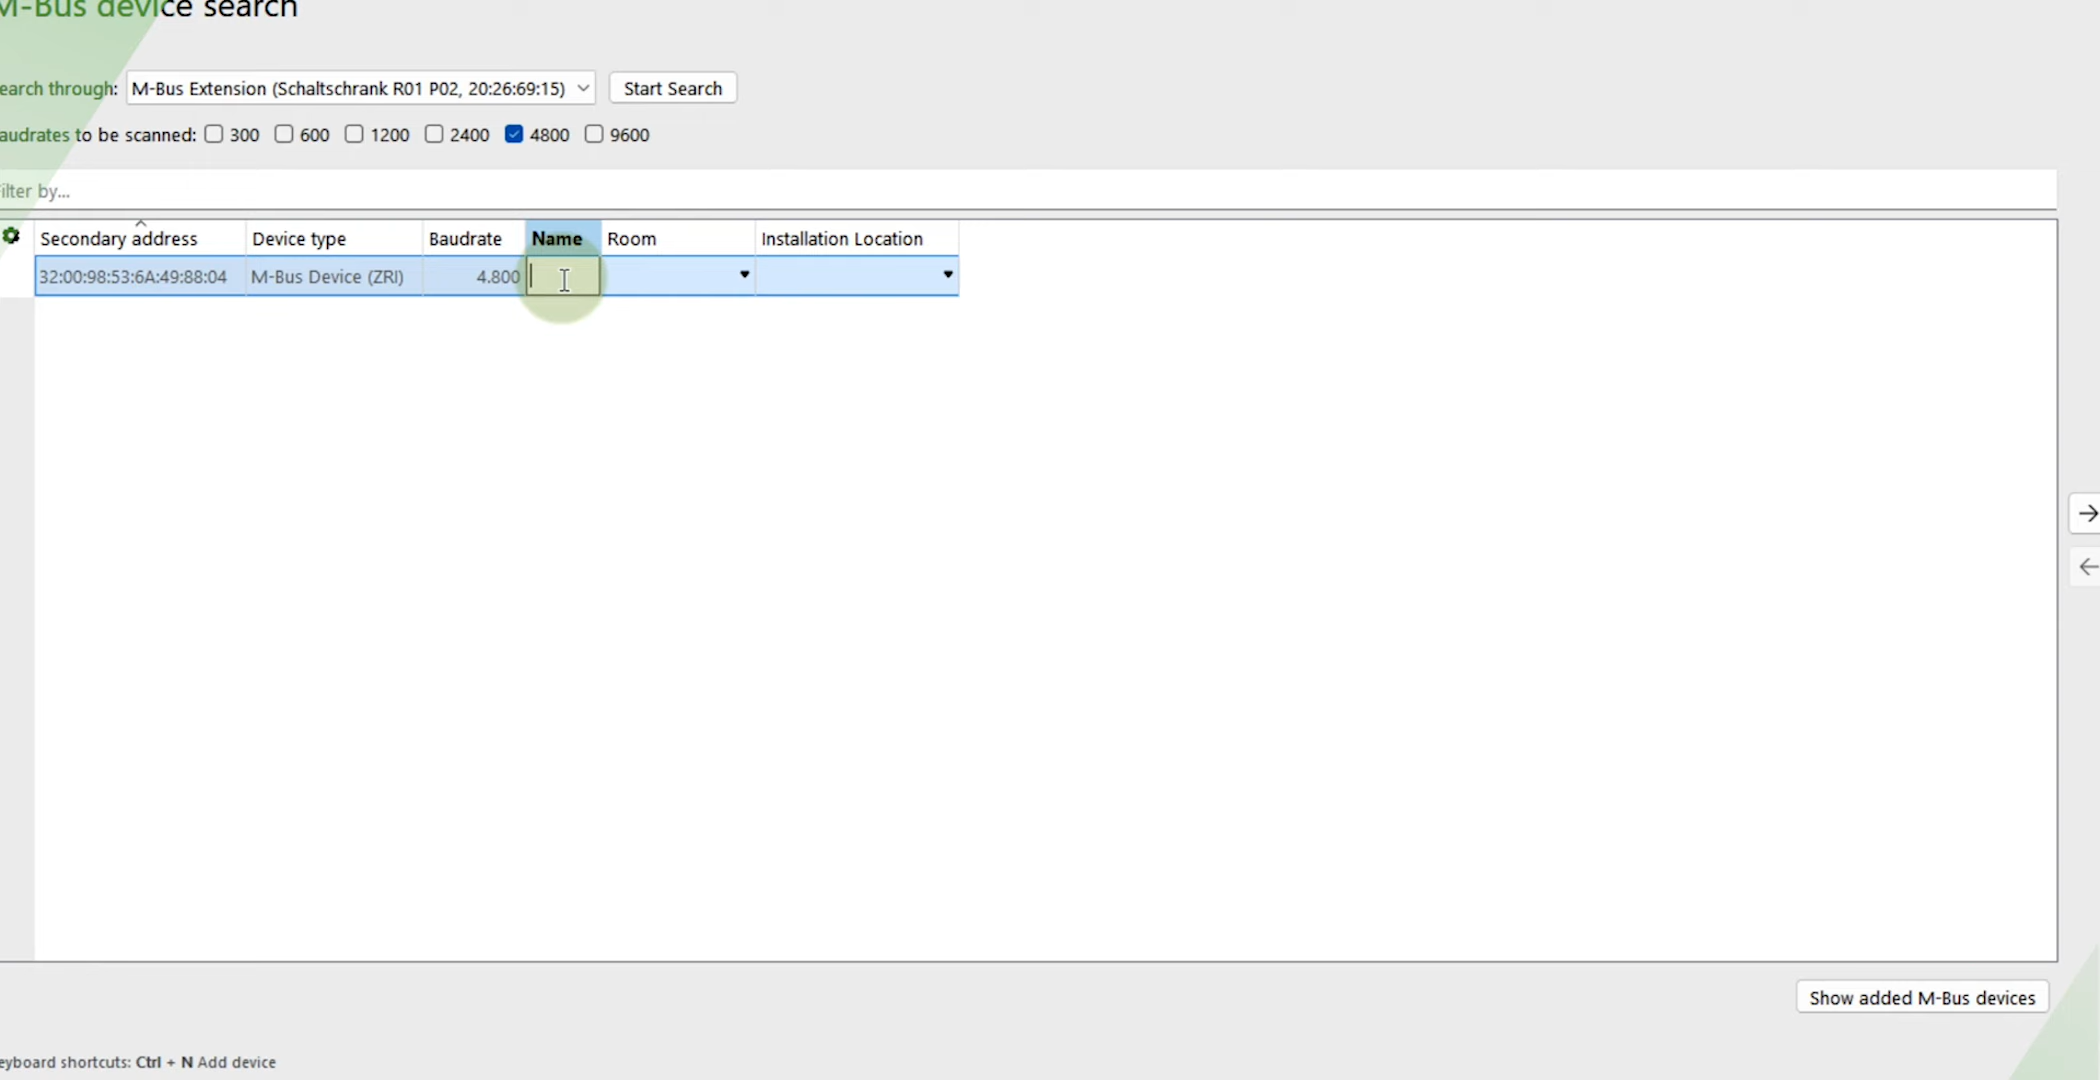 M-Bus device search
earch through: M-Bus Extension (Schaltschrank R01 P02, 20:26:69:15) Start Search
audrates to be scanned: 300 600 1200 2400 4800 9600
ilter by...
Secondary address Device type Baudrate Name Room Installation Location
32:00:98:53:6A:49:88:04 M-Bus Device (ZRI) 4.800
Show added M-Bus devices
eyboard shortcuts: Ctrl + N Add device